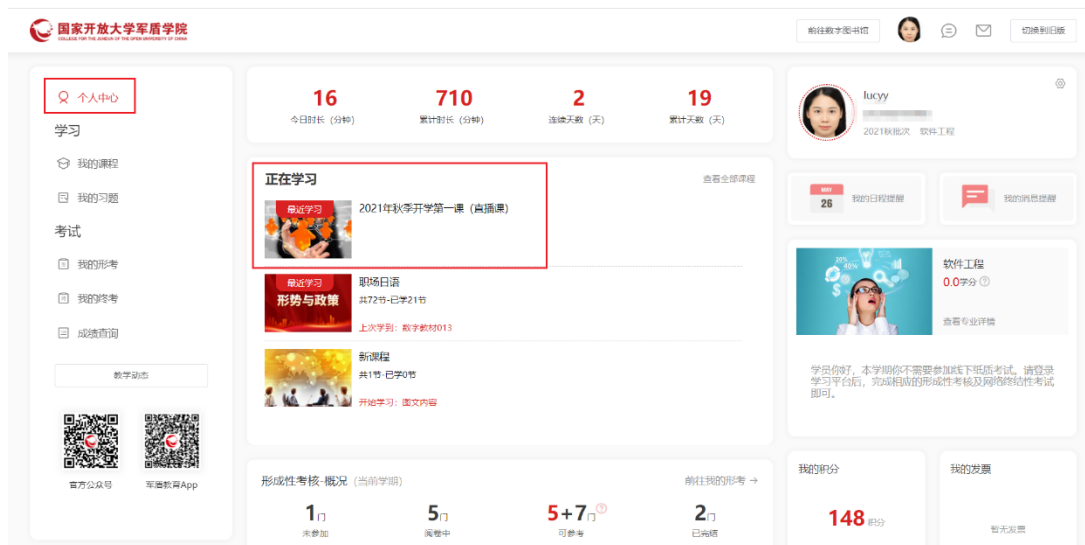 国家开放大学军盾学院
COLLEGE FOR THE JUNDUN OF THE OPEN UNIVERSITY OF CHINA
前往数字图书馆
切换到旧版
个人中心
学习
我的课程
我的习题
考试
我的形考
我的终考
成绩查询
教学动态
官方公众号
军盾教育App
16
今日时长（分钟）
710
累计时长（分钟）
2
连续天数（天）
19
累计天数（天）
正在学习
查看全部课程
最近学习
2021年秋季开学第一课（直播课）
最近学习
形势与政策
职场日语
共72节-已学21节
上次学到：数字教材013
新课程
共1节-已学0节
开始学习：图文内容
形成性考核-概况（当前学期）
前往我的形考 →
1门
未参加
5门
阅卷中
5+7门
可参考
2门
已完结
lucyy
2021秋批次 软件工程
MAY
26
我的日程提醒
我的消息提醒
20%
40%
软件工程
0.0学分
查看专业详情
学员你好，本学期你不需要参加线下纸质考试。请登录
学习平台后，完成相应的形成性考核及网络终结性考试
即可。
我的积分
148 积分
我的发票
暂无发票